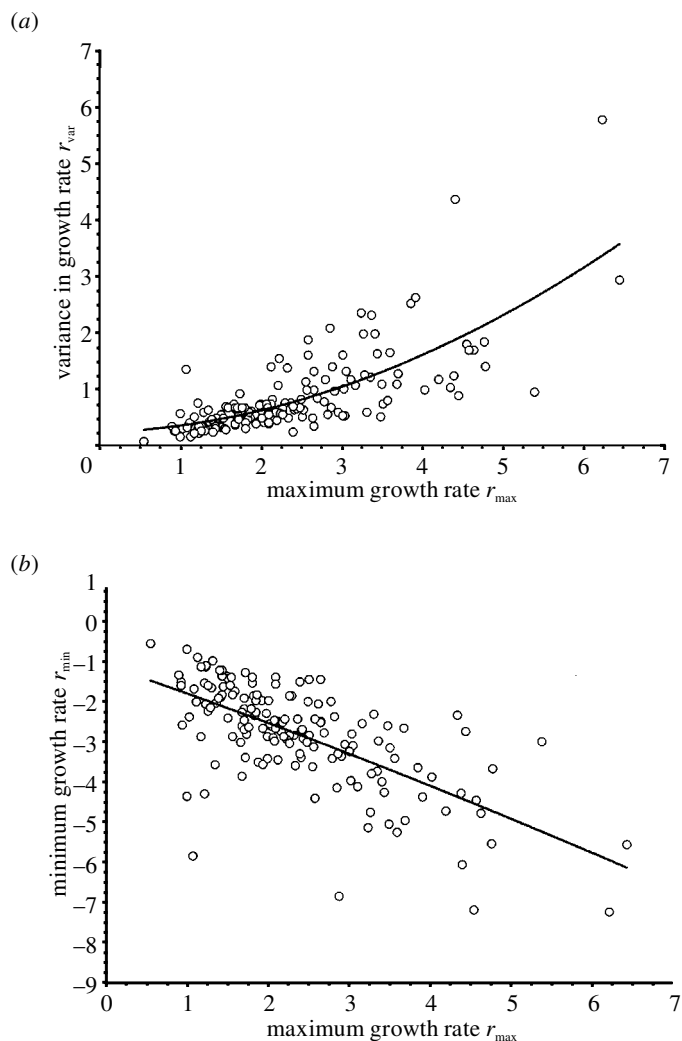 (a)
7
6
5
4
3
2
1
0
1 2 3 4 5 6 7
variance in growth rate r_var
maximum growth rate r_max
(b)
1
0
–1
–2
–3
–4
–5
–6
–7
–8
–9
0 1 2 3 4 5 6 7
minimum growth rate r_min
maximum growth rate r_max